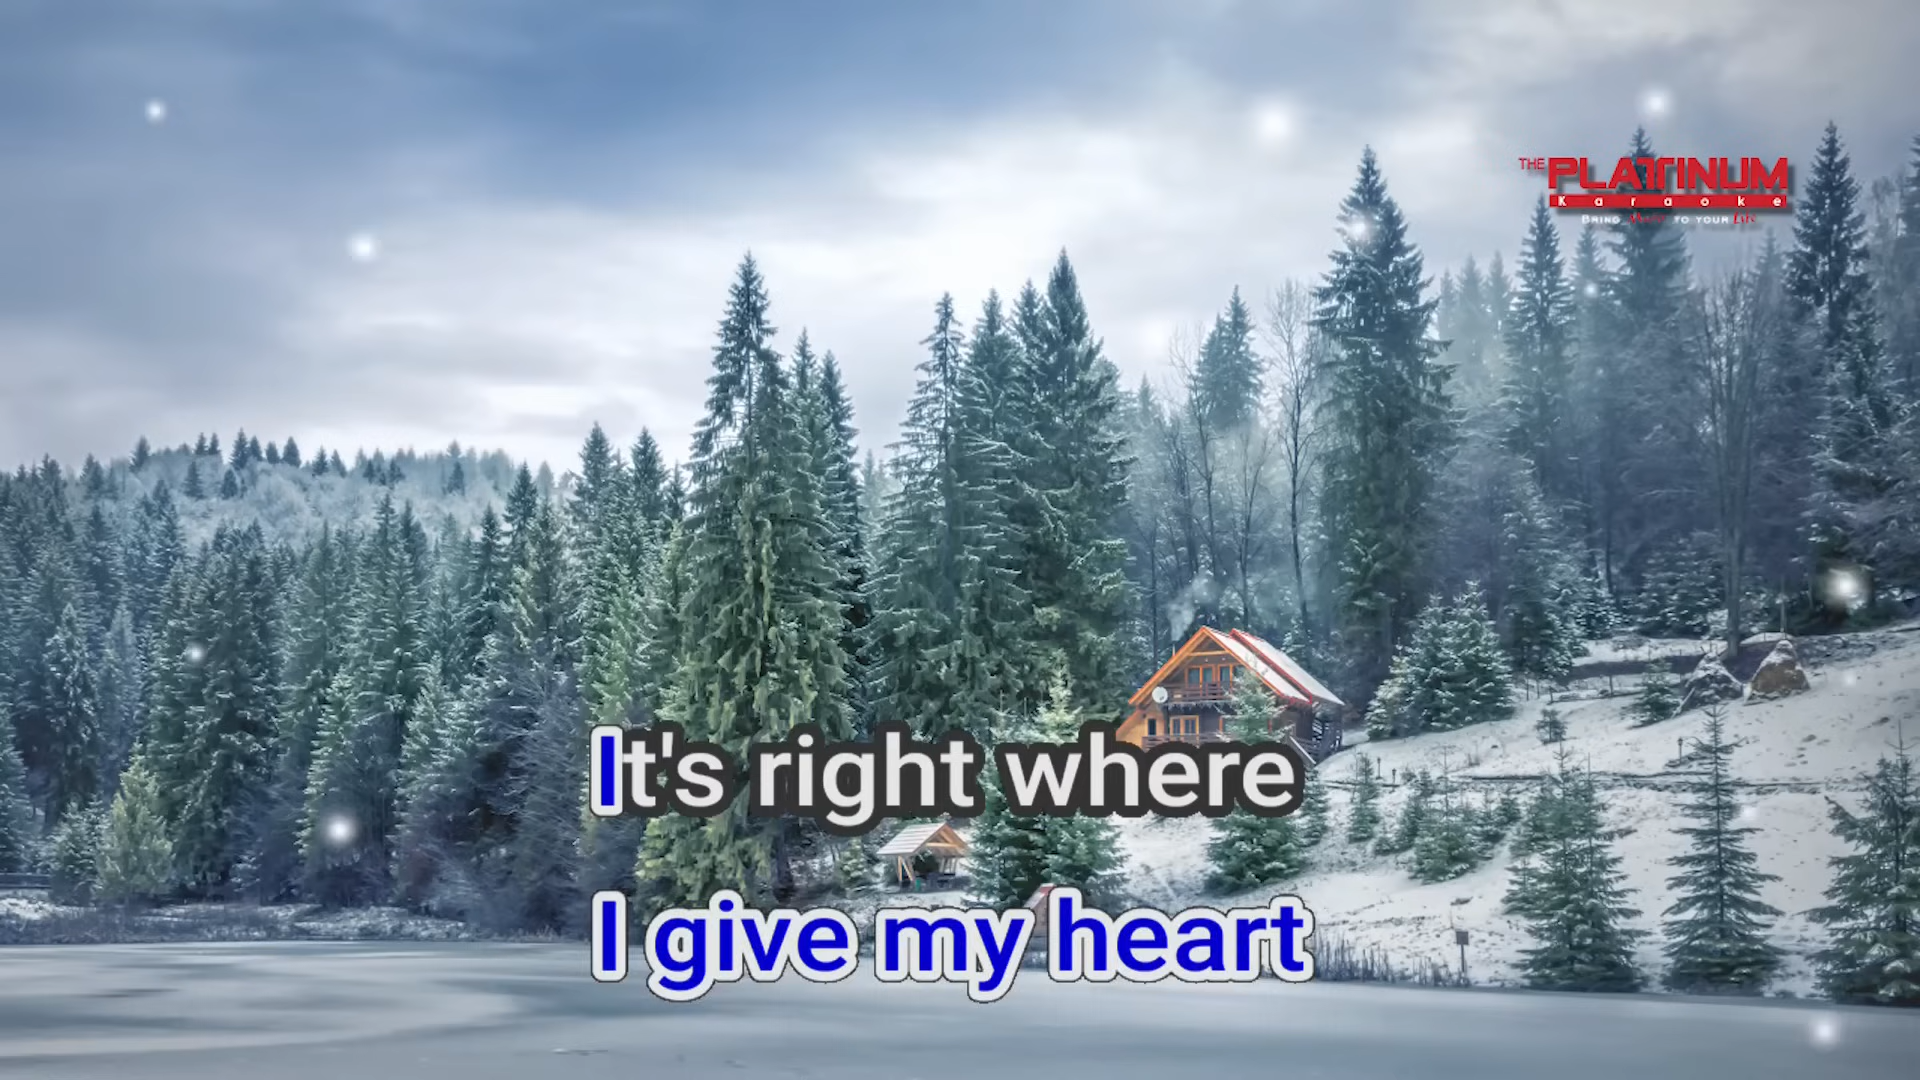 THE PLATINUM
Karaoke
BRING Music TO YOUR Life
It's right where
I give my heart